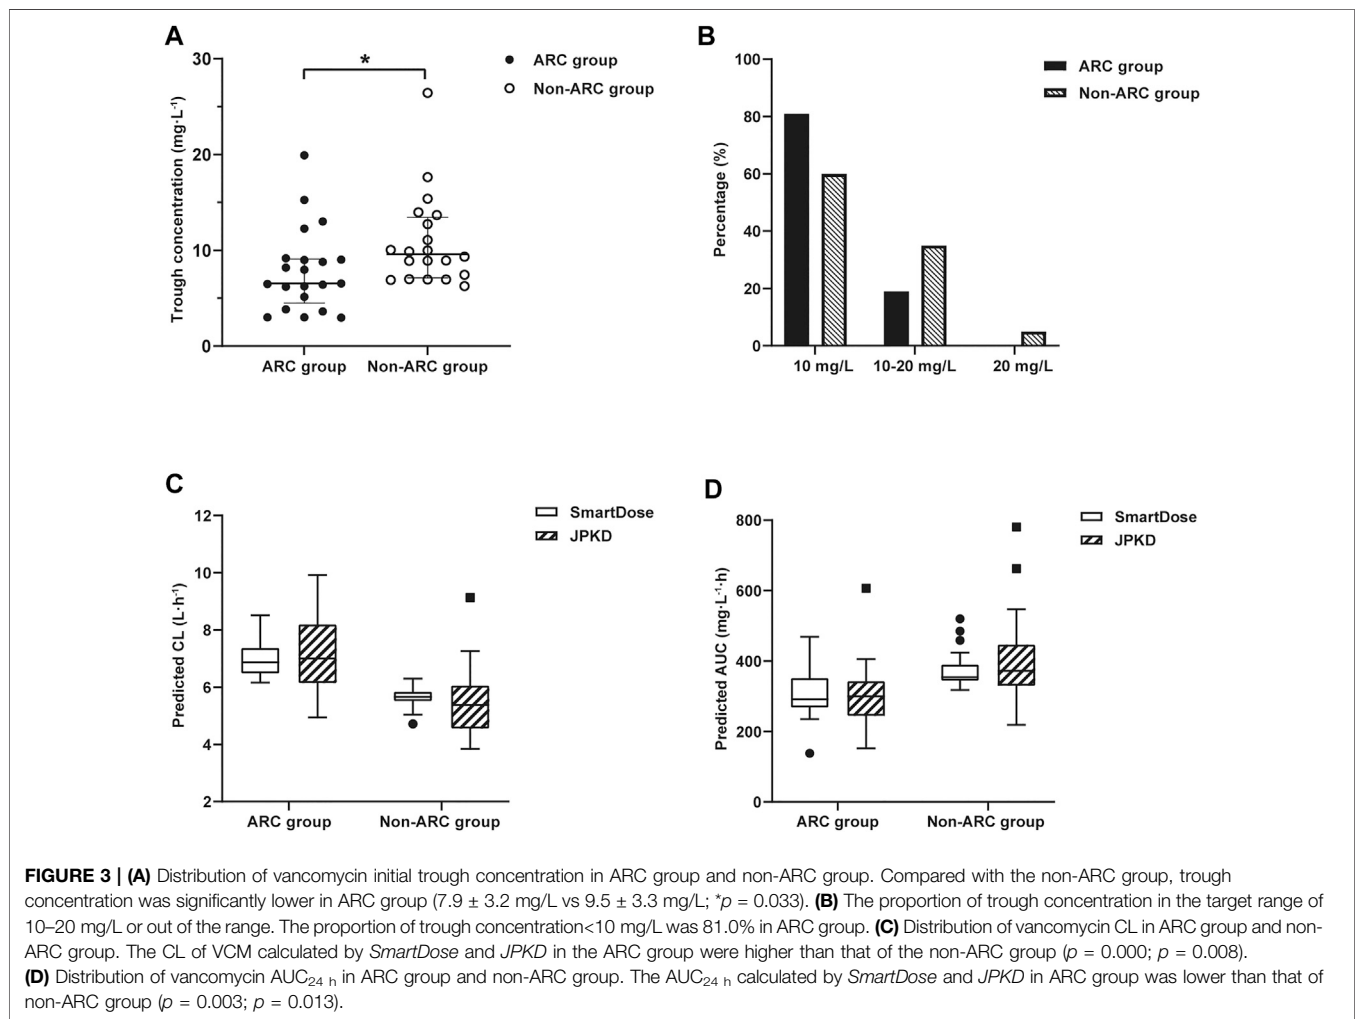 A
30
20
10
0
Trough concentration (mg·L⁻¹)
*
ARC group
Non-ARC group
ARC group
Non-ARC group
B
100
80
60
40
20
0
Percentage (%)
ARC group
Non-ARC group
10 mg/L
10-20 mg/L
20 mg/L
C
12
10
8
6
4
2
Predicted CL (L·h⁻¹)
SmartDose
JPKD
ARC group
Non-ARC group
D
800
600
400
200
0
Predicted AUC (mg·L⁻¹·h)
SmartDose
JPKD
ARC group
Non-ARC group
FIGURE 3 | (A) Distribution of vancomycin initial trough concentration in ARC group and non-ARC group. Compared with the non-ARC group, trough
concentration was significantly lower in ARC group (7.9 ± 3.2 mg/L vs 9.5 ± 3.3 mg/L; *p = 0.033). (B) The proportion of trough concentration in the target range of
10–20 mg/L or out of the range. The proportion of trough concentration<10 mg/L was 81.0% in ARC group. (C) Distribution of vancomycin CL in ARC group and non-
ARC group. The CL of VCM calculated by SmartDose and JPKD in the ARC group were higher than that of the non-ARC group (p = 0.000; p = 0.008).
(D) Distribution of vancomycin AUC₂₄ ₕ in ARC group and non-ARC group. The AUC₂₄ ₕ calculated by SmartDose and JPKD in ARC group was lower than that of
non-ARC group (p = 0.003; p = 0.013).